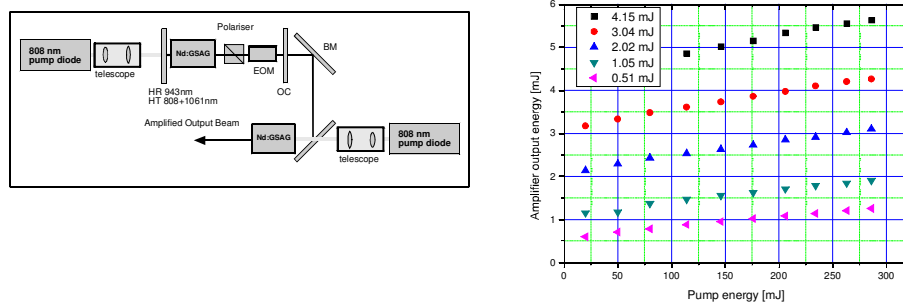 Polariser
808 nm
pump diode
telescope
Nd:GSAG
EOM
OC
BM
HR 943nm
HT 808+1061nm
Amplified Output Beam
Nd:GSAG
telescope
808 nm
pump diode
4.15 mJ
3.04 mJ
2.02 mJ
1.05 mJ
0.51 mJ
Amplifier output energy [mJ]
6
5
4
3
2
1
0
0 50 100 150 200 250 300
Pump energy [mJ]